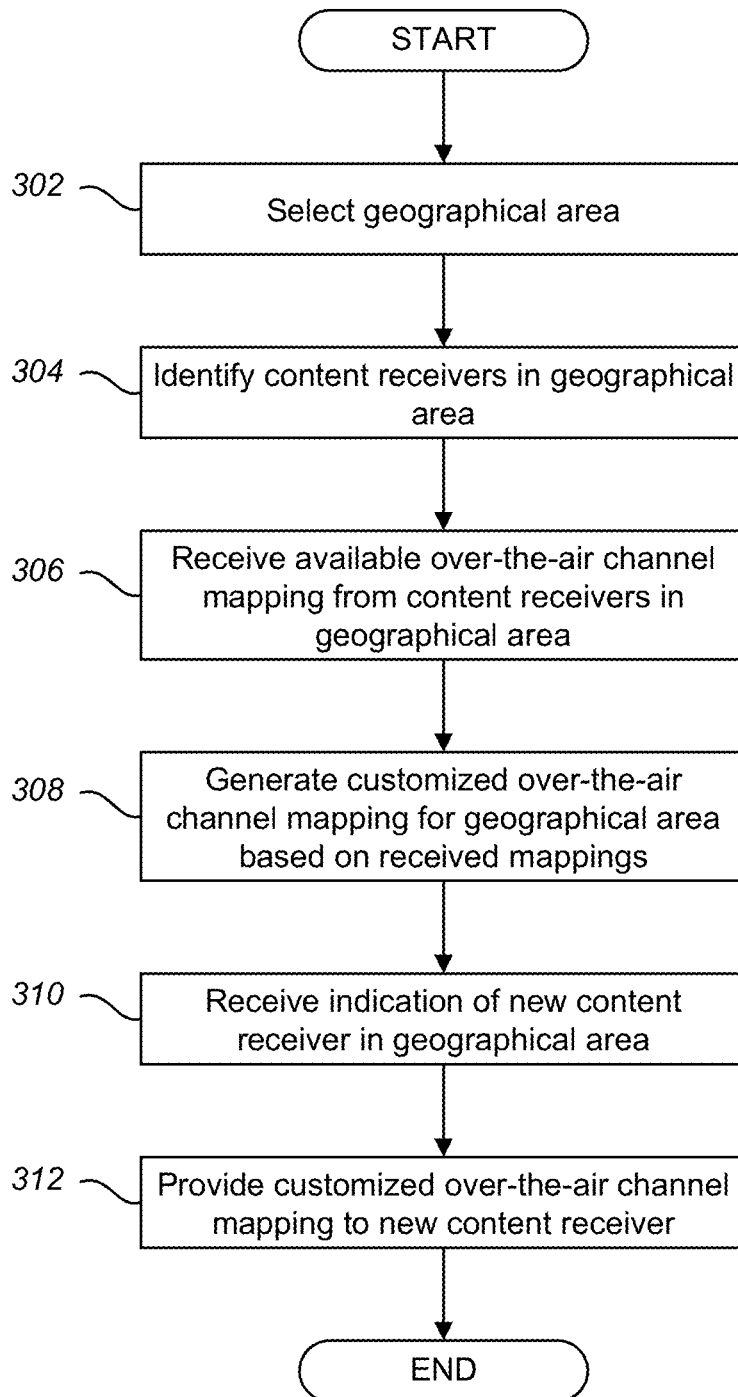 START
302
Select geographical area
304
Identify content receivers in geographical
area
306
Receive available over-the-air channel
mapping from content receivers in
geographical area
308
Generate customized over-the-air
channel mapping for geographical area
based on received mappings
310
Receive indication of new content
receiver in geographical area
312
Provide customized over-the-air channel
mapping to new content receiver
END